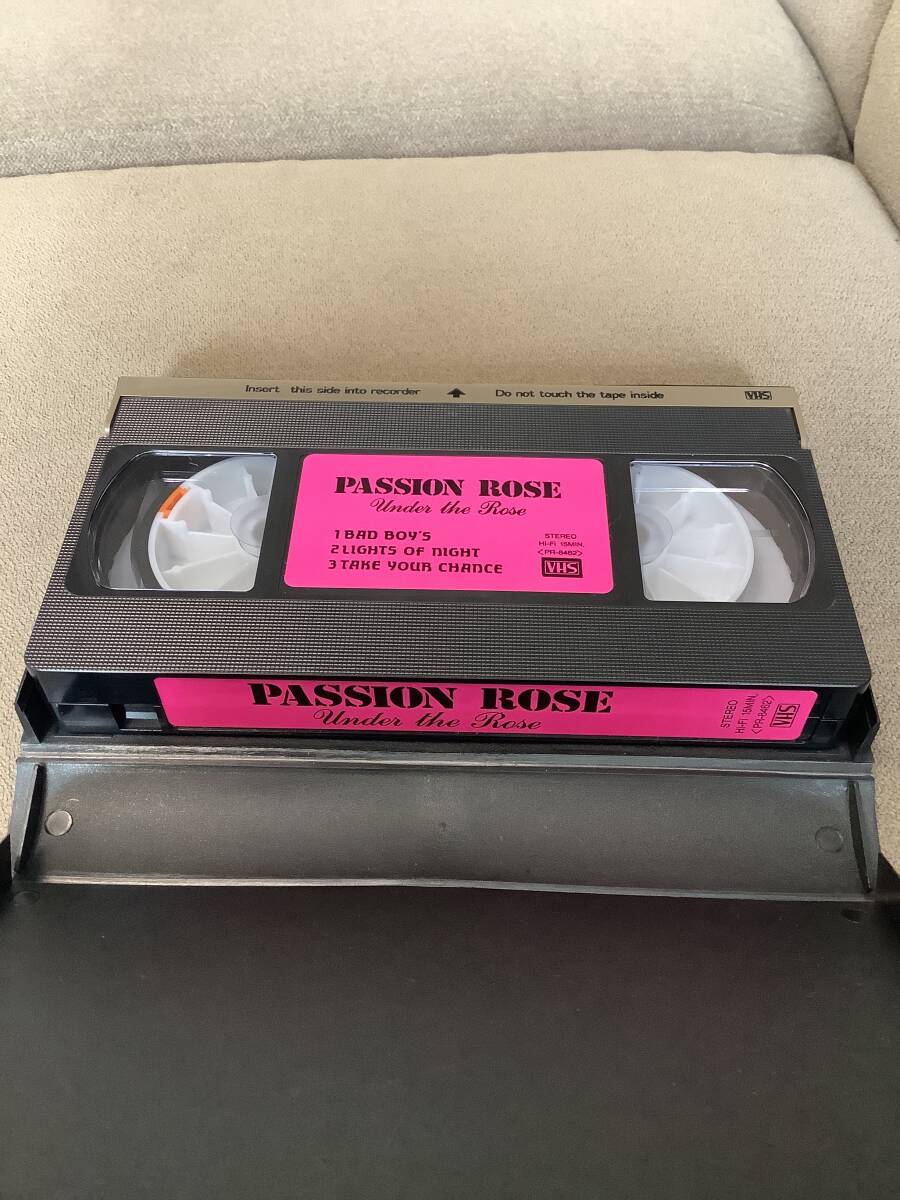 Insert this side into recorder
Do not touch the tape inside
VHS
PASSION ROSE
Under the Rose
1 BAD BOY'S
2 LIGHTS OF NIGHT
3 TAKE YOUR CHANCE
STEREO
Hi-Fi 15MIN.
<PR-8462>
VHS
PASSION ROSE
Under the Rose
STEREO
Hi-Fi 15MIN.
<PR-8462>
VHS